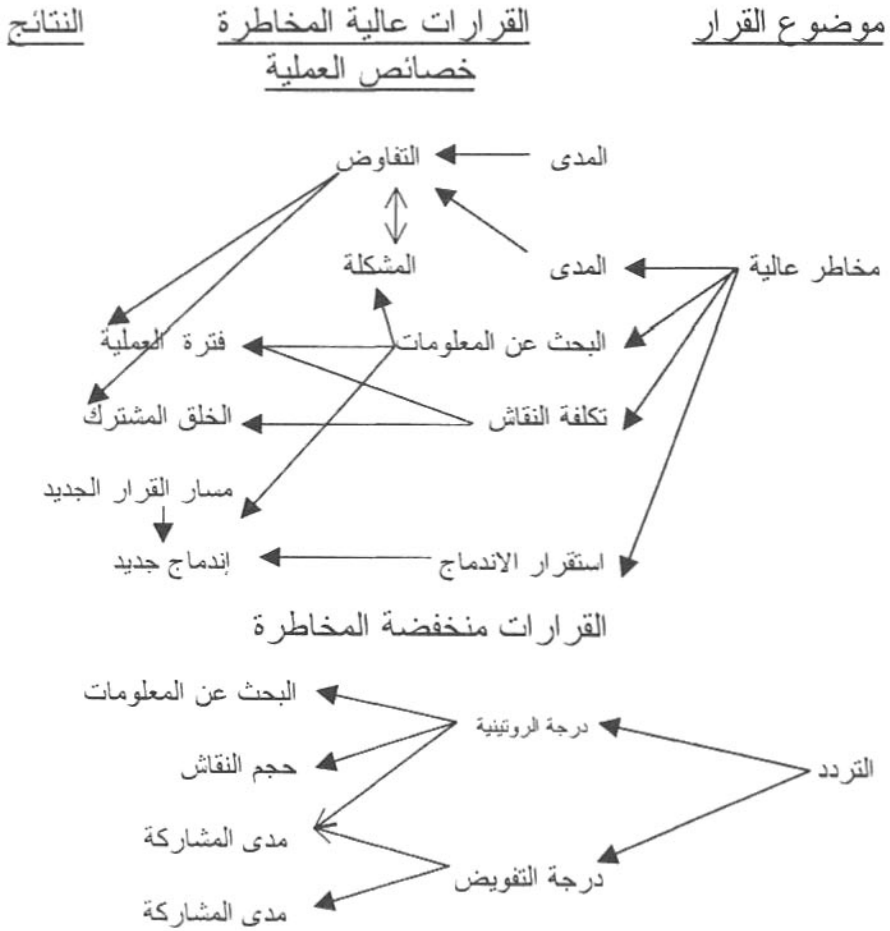 موضوع القرار
القرارات عالية المخاطرة
خصائص العملية
النتائج
المدى
التفاوض
مخاطر عالية
المدى
المشكلة
البحث عن المعلومات
فترة العملية
تكلفة النقاش
الخلق المشترك
مسار القرار الجديد
استقرار الاندماج
إندماج جديد
القرارات منخفضة المخاطرة
البحث عن المعلومات
درجة الروتينية
التردد
حجم النقاش
مدى المشاركة
درجة التفويض
مدى المشاركة